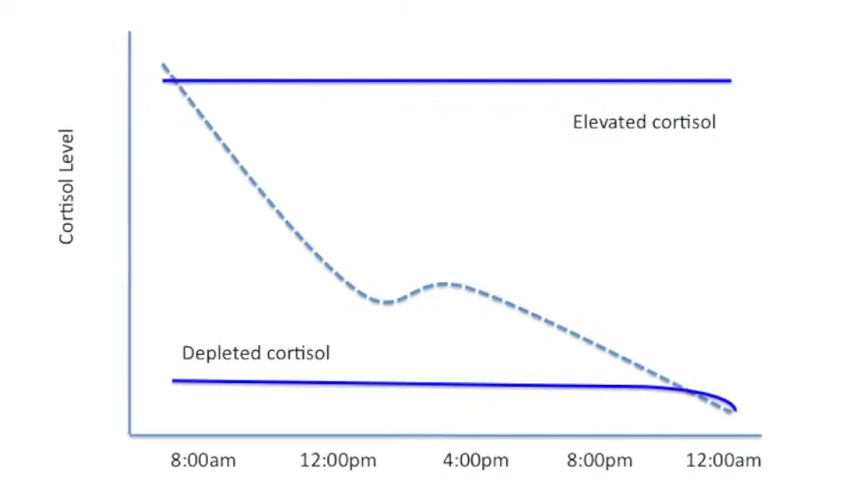 Elevated cortisol
Cortisol Level
Depleted cortisol
8:00am 12:00pm 4:00pm 8:00pm 12:00am